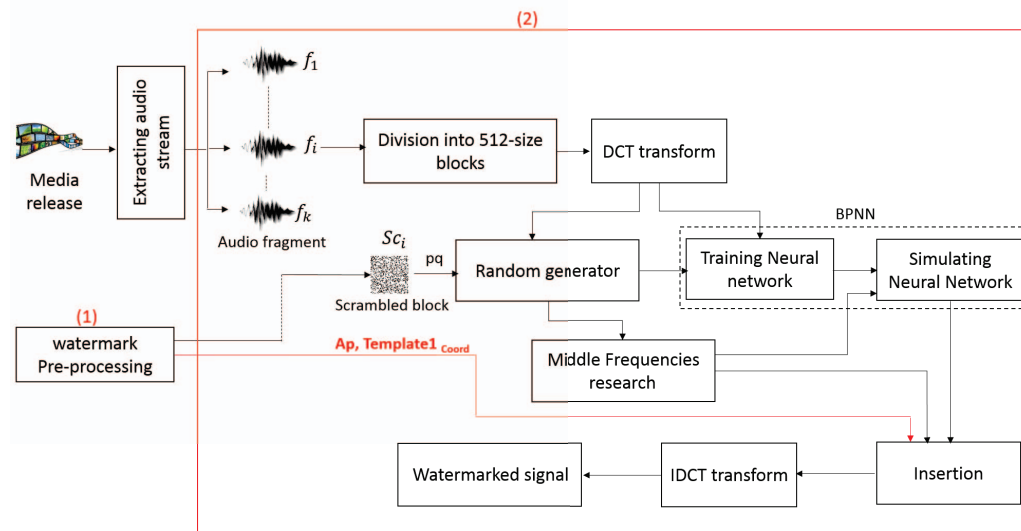 (2)
f1
Extracting audio
stream
Media
release
fi
Division into 512-size
blocks
DCT transform
fk
Audio fragment
BPNN
Sci
pq
Scrambled block
Random generator
Training Neural
network
Simulating
Neural Network
(1)
watermark
Pre-processing
Ap, Template1 Coord
Middle Frequencies
research
Watermarked signal
IDCT transform
Insertion